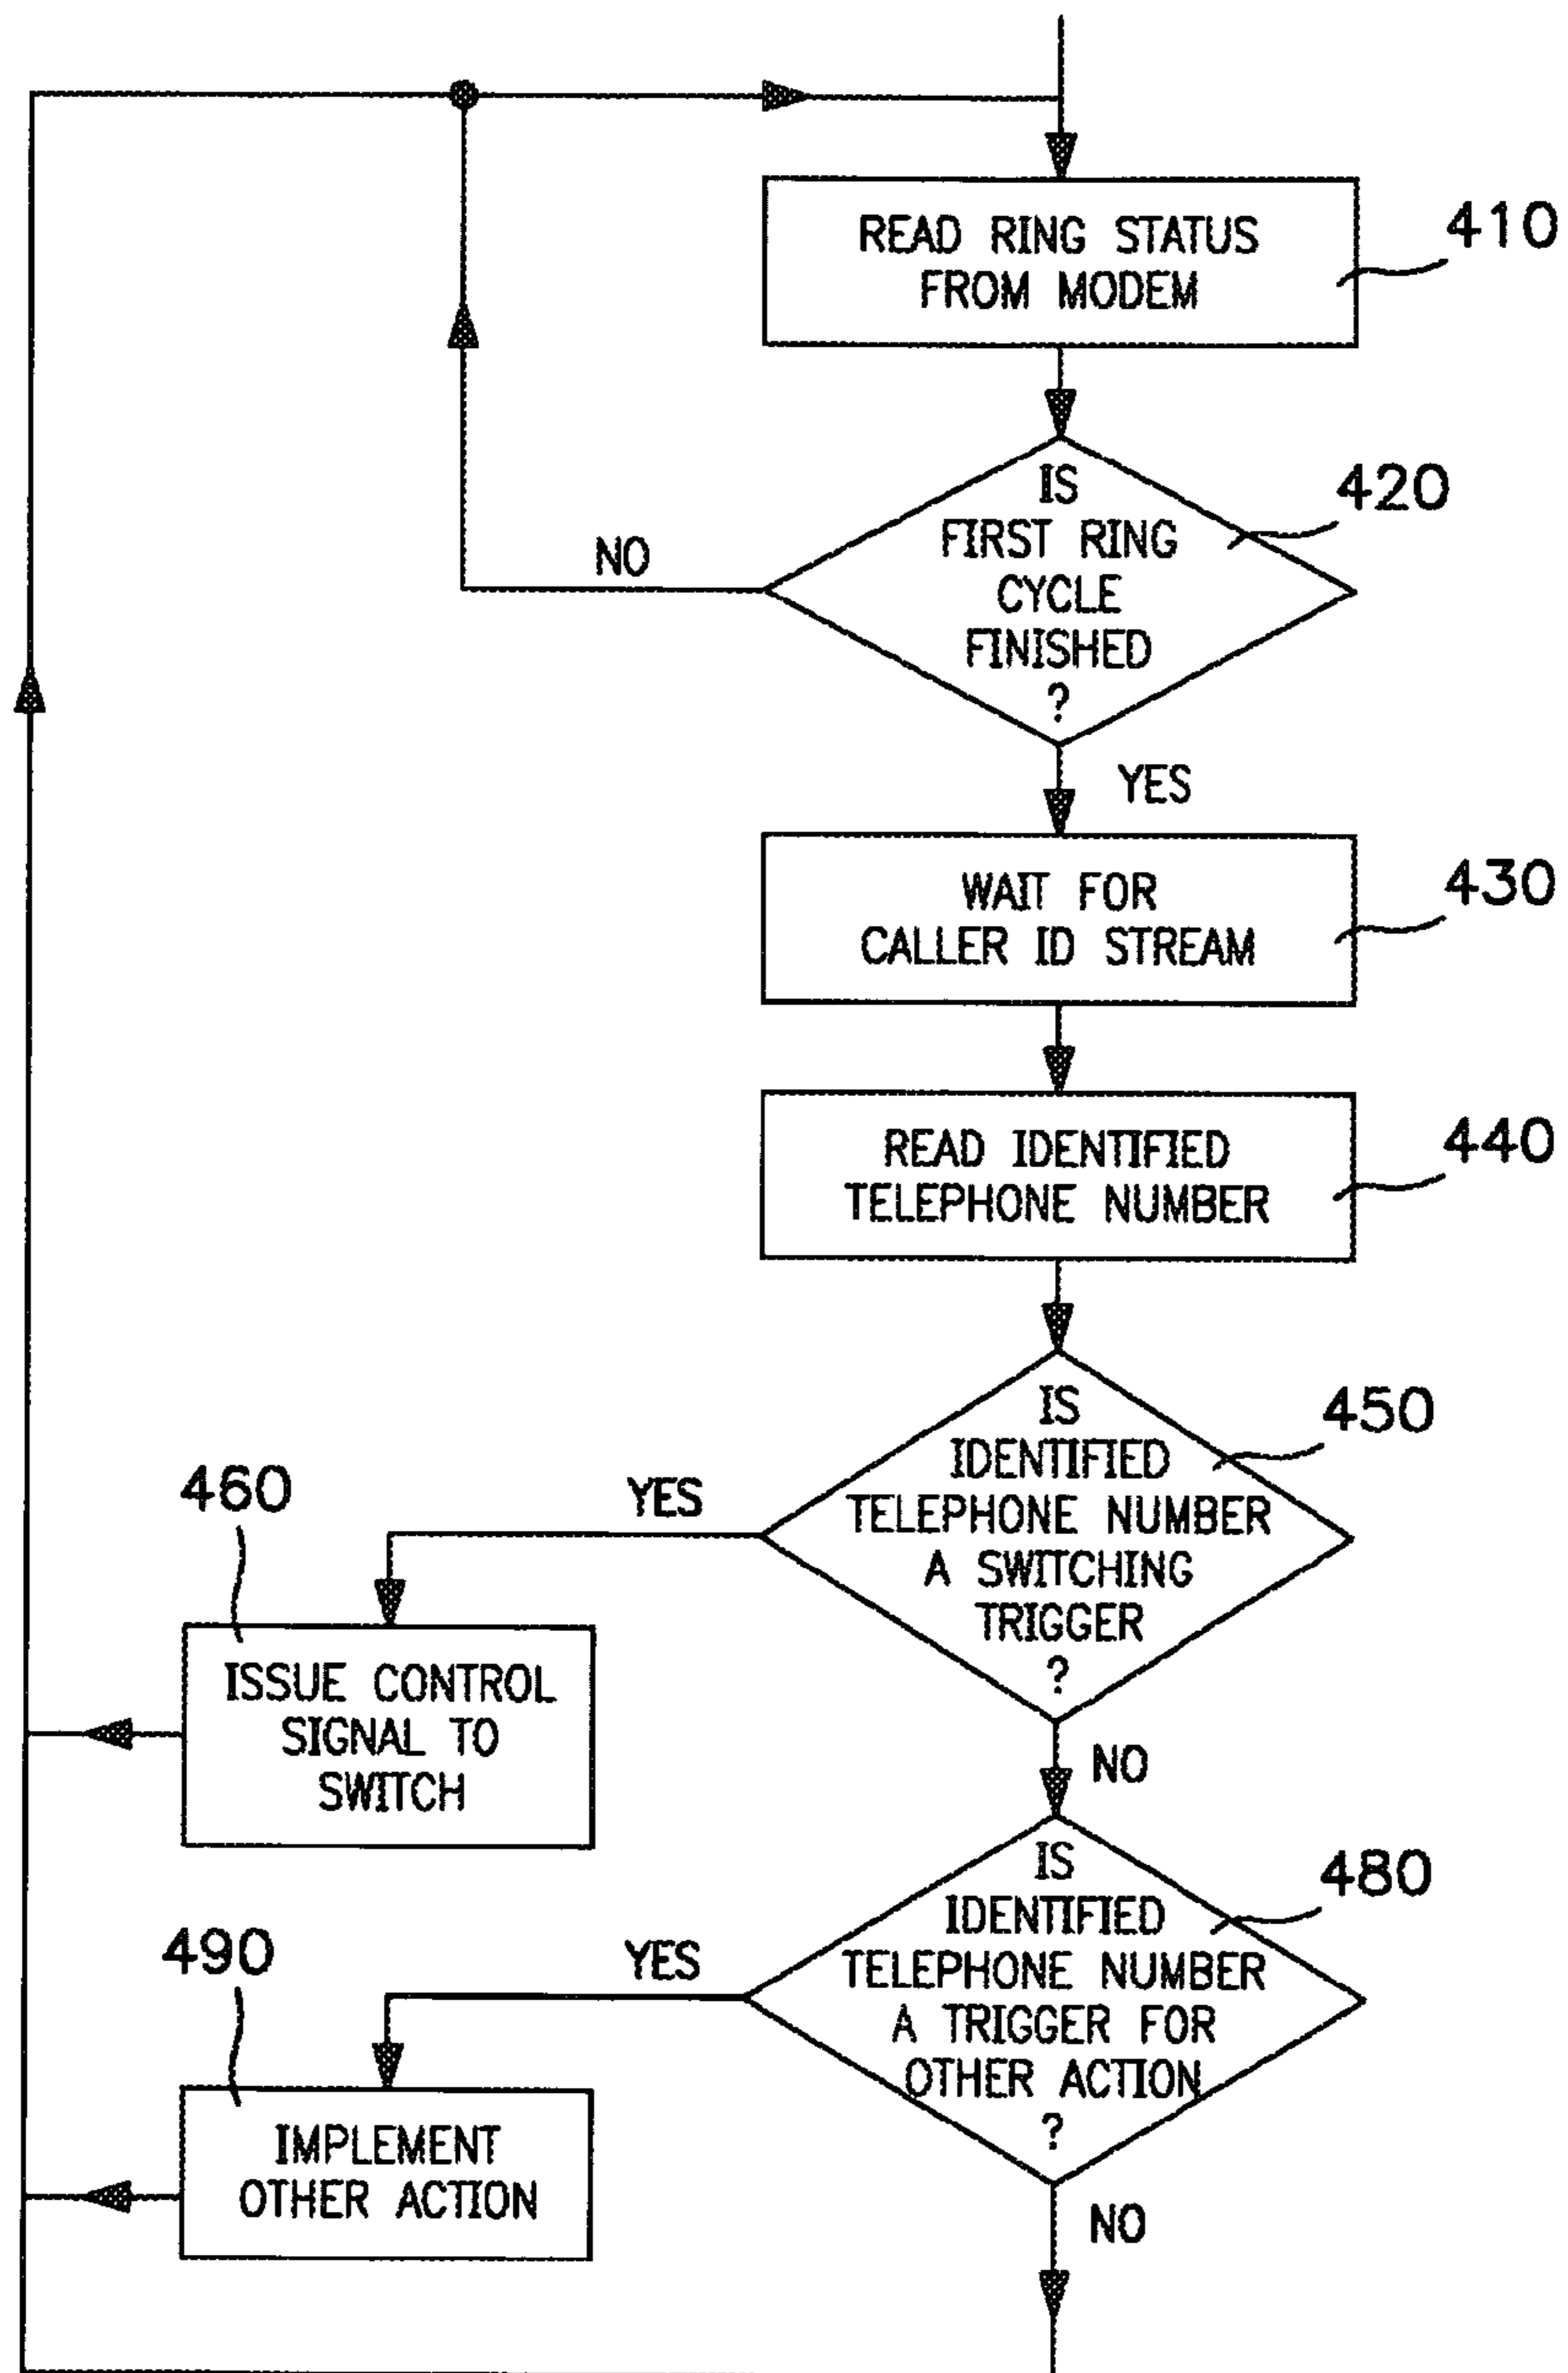 READ RING STATUS
FROM MODEM
410
IS
FIRST RING
CYCLE
FINISHED
?
420
NO
YES
WAIT FOR
CALLER ID STREAM
430
READ IDENTIFIED
TELEPHONE NUMBER
440
IS
IDENTIFIED
TELEPHONE NUMBER
A SWITCHING
TRIGGER
?
450
YES
460
ISSUE CONTROL
SIGNAL TO
SWITCH
NO
IS
IDENTIFIED
TELEPHONE NUMBER
A TRIGGER FOR
OTHER ACTION
?
480
YES
490
IMPLEMENT
OTHER ACTION
NO